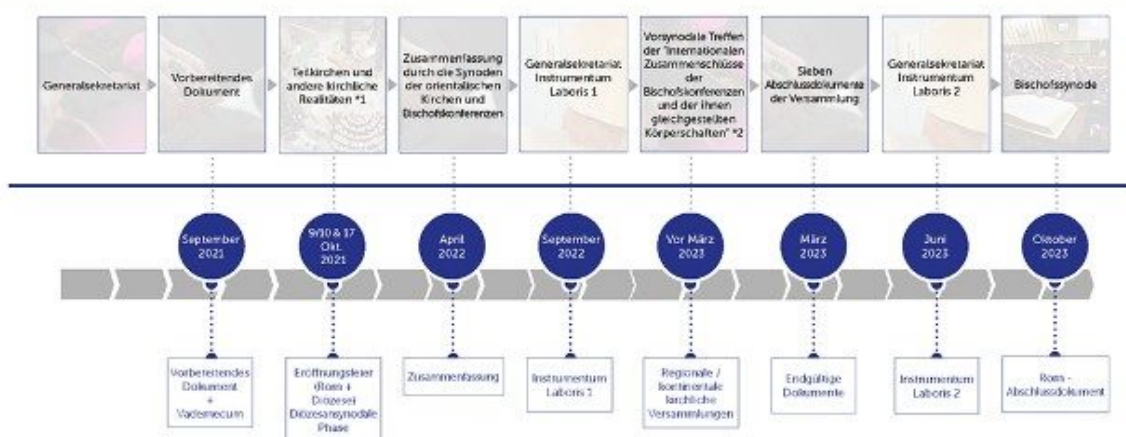 Generalsekretariat
Vorbereitendes
Dokument
Teilkirchen und
andere kirchliche
Realitäten *1
Zusammenfassung
durch die Synoden
der orientalischen
Kirchen und
Bischofskonferenzen
Generalsekretariat
Instrumentum
Laboris 1
Vorsynodale Treffen
der "Internationalen
Zusammenschlüsse
der
Bischofskonferenzen
und der ihnen
gleichgestellten
Körperschaften" *2
Sieben
Abschlussdokumente
der Versammlung
Generalsekretariat
Instrumentum
Laboris 2
Bischofssynode
September
2021
9/10 & 17
Okt.
2021
April
2022
September
2022
Vor März
2023
März
2023
Juni
2023
Oktober
2023
Vorbereitendes
Dokument
+
Vademecum
Eröffnungsfeier
(Rom +
Diözese)
Diözesansynodale
Phase
Zusammenfassung
Instrumentum
Laboris 1
Regionale /
kontinentale
kirchliche
Versammlungen
Endgültige
Dokumente
Instrumentum
Laboris 2
Rom -
Abschlussdokument